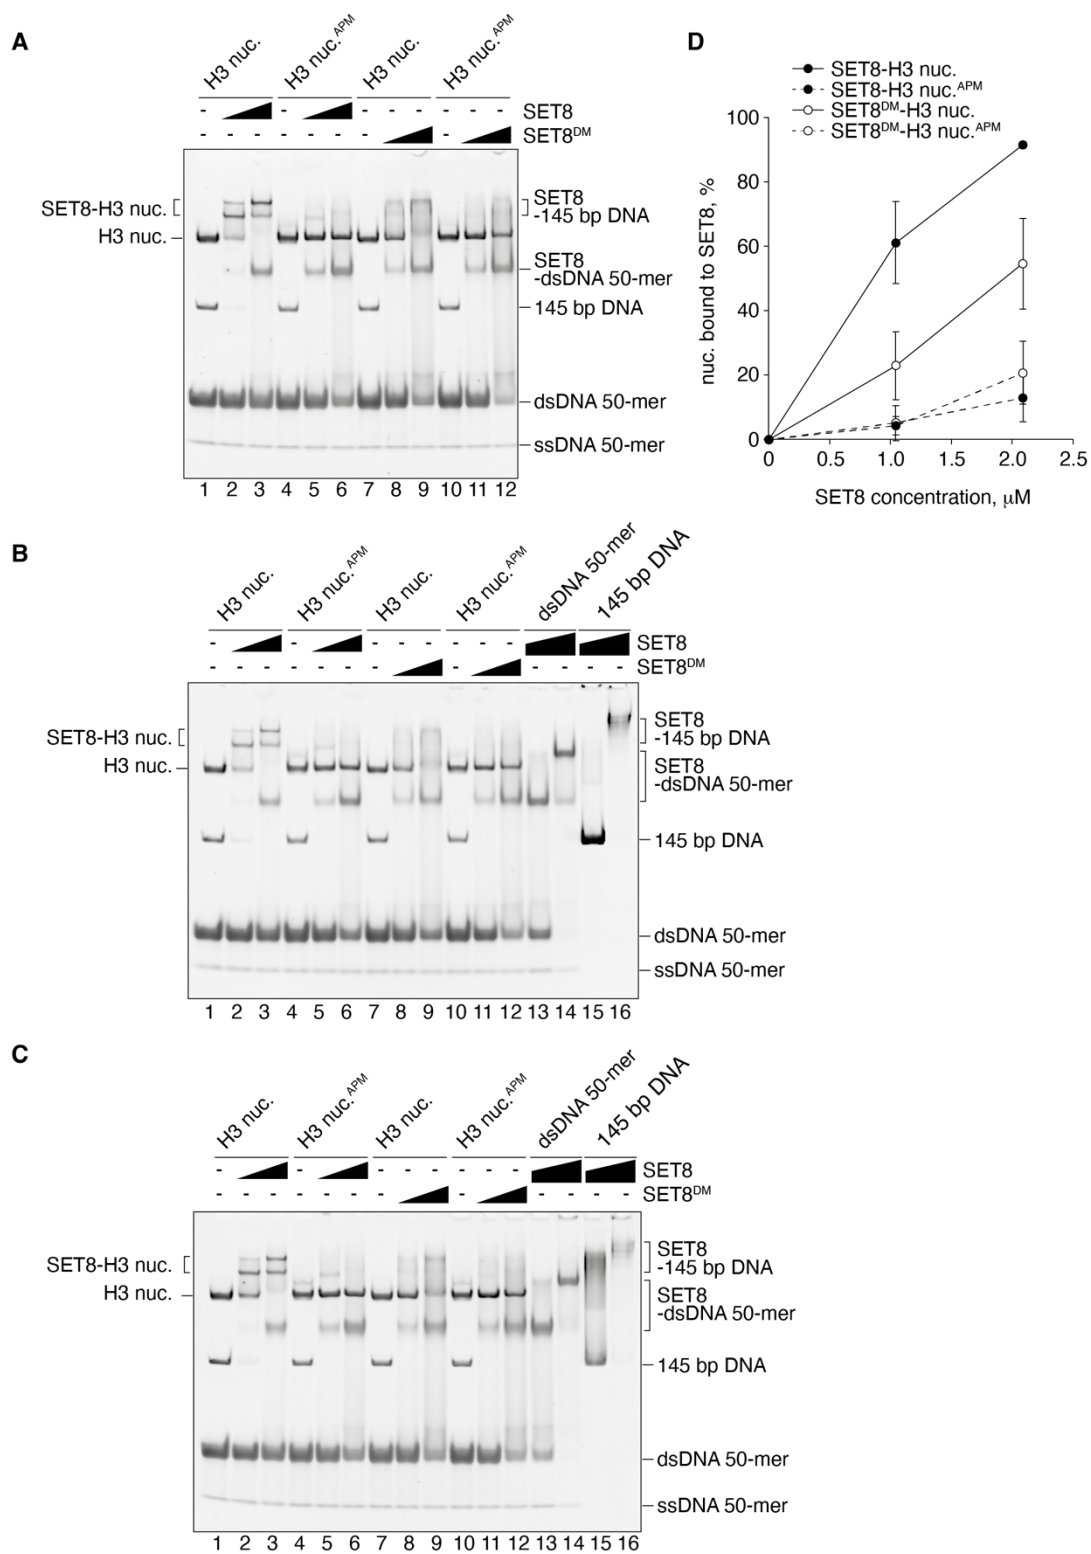 A
H3 nuc. H3 nuc.APM H3 nuc. H3 nuc.APM
- - - - - - SET8
- - - - - - - - SET8DM
SET8-H3 nuc.
H3 nuc.
SET8
-145 bp DNA
SET8
-dsDNA 50-mer
145 bp DNA
dsDNA 50-mer
ssDNA 50-mer
1 2 3 4 5 6 7 8 9 10 11 12
D
SET8-H3 nuc.
SET8-H3 nuc.APM
SET8DM-H3 nuc.
SET8DM-H3 nuc.APM
nuc. bound to SET8, %
100
80
60
40
20
0
0 0.5 1.0 1.5 2.0 2.5
SET8 concentration, μM
B
H3 nuc. H3 nuc.APM H3 nuc. H3 nuc.APM dsDNA 50-mer 145 bp DNA
- - - - - - - - SET8
- - - - - - - - - - - - SET8DM
SET8-H3 nuc.
H3 nuc.
SET8
-145 bp DNA
SET8
-dsDNA 50-mer
145 bp DNA
dsDNA 50-mer
ssDNA 50-mer
1 2 3 4 5 6 7 8 9 10 11 12 13 14 15 16
C
H3 nuc. H3 nuc.APM H3 nuc. H3 nuc.APM dsDNA 50-mer 145 bp DNA
- - - - - - - - SET8
- - - - - - - - - - - - SET8DM
SET8-H3 nuc.
H3 nuc.
SET8
-145 bp DNA
SET8
-dsDNA 50-mer
145 bp DNA
dsDNA 50-mer
ssDNA 50-mer
1 2 3 4 5 6 7 8 9 10 11 12 13 14 15 16